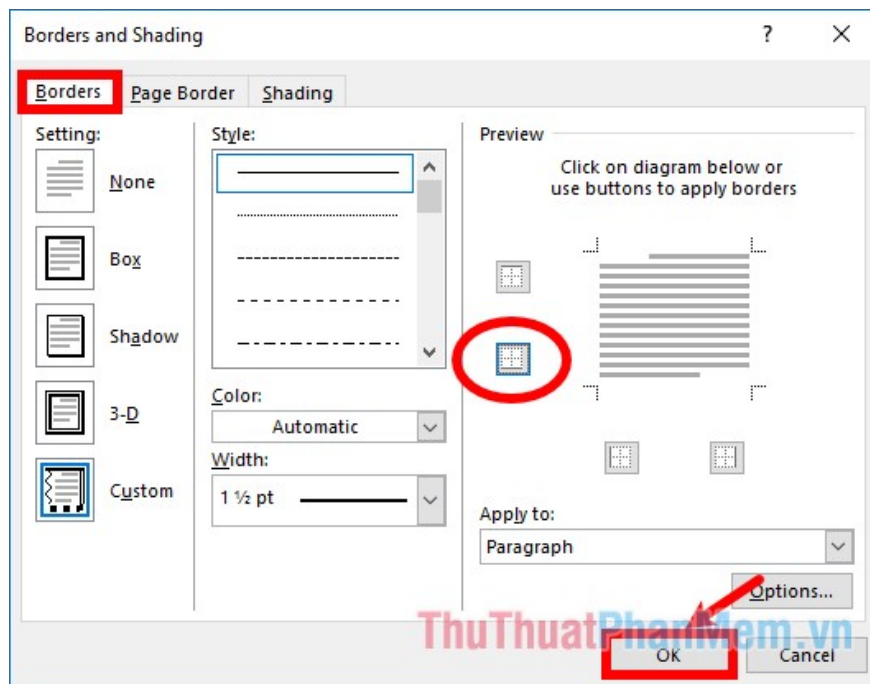 Borders and Shading
?
Borders
Page Border
Shading
Setting:
None
Box
Shadow
3-D
Custom
Style:
Color:
Automatic
Width:
1 ½ pt
Preview
Click on diagram below or
use buttons to apply borders
Apply to:
Paragraph
Options...
ThuThuatPhanMem.vn
OK
Cancel